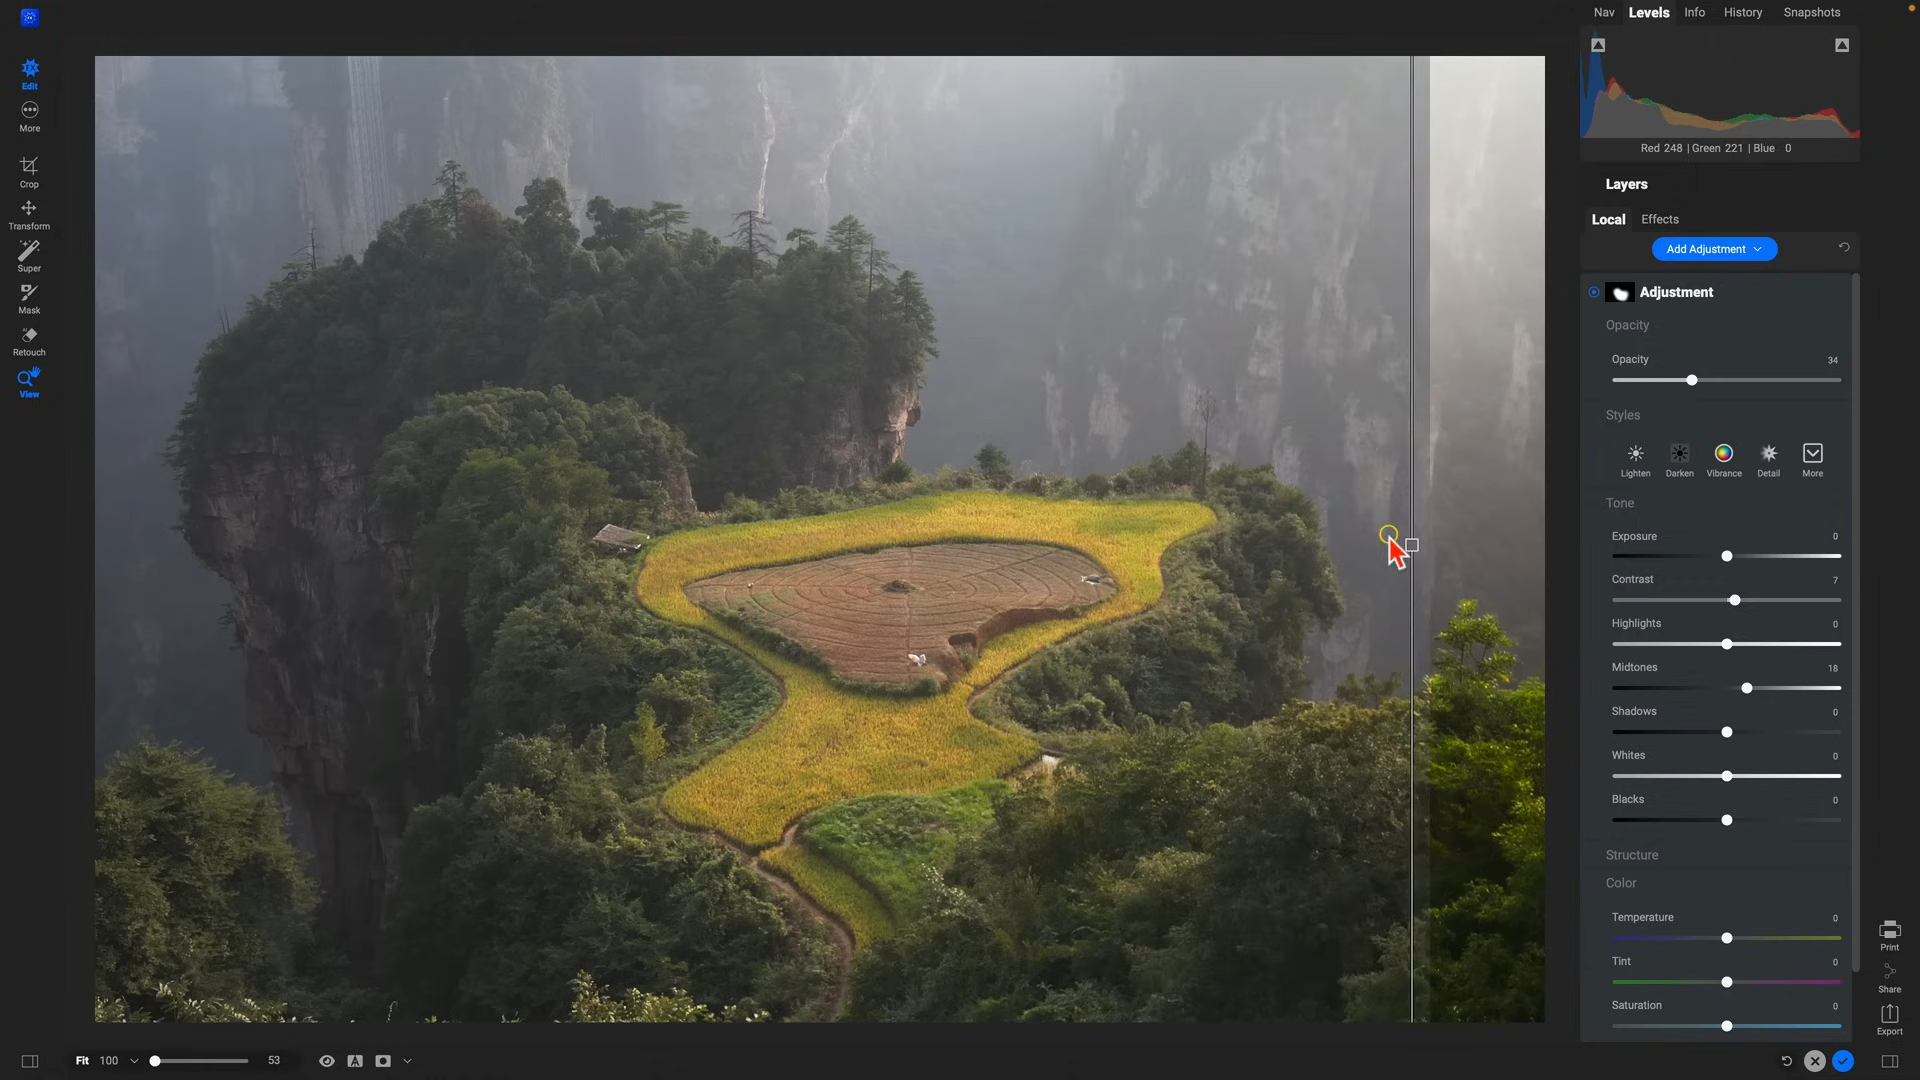 Nav Levels Info History Snapshots
Edit
More
Crop
Transform
Super
Mask
AI
Retouch
View
Red 248 | Green 221 | Blue 0
Layers
Local Effects
Add Adjustment
Adjustment
Opacity
Opacity 34
Styles
Lighten Darken Vibrance Detail More
Tone
Exposure 0
Contrast 7
Highlights 0
Midtones 18
Shadows 0
Whites 0
Blacks 0
Structure
Color
Temperature 0
Tint 0
Saturation 0
Print
Share
Export
Fit 100 53 A